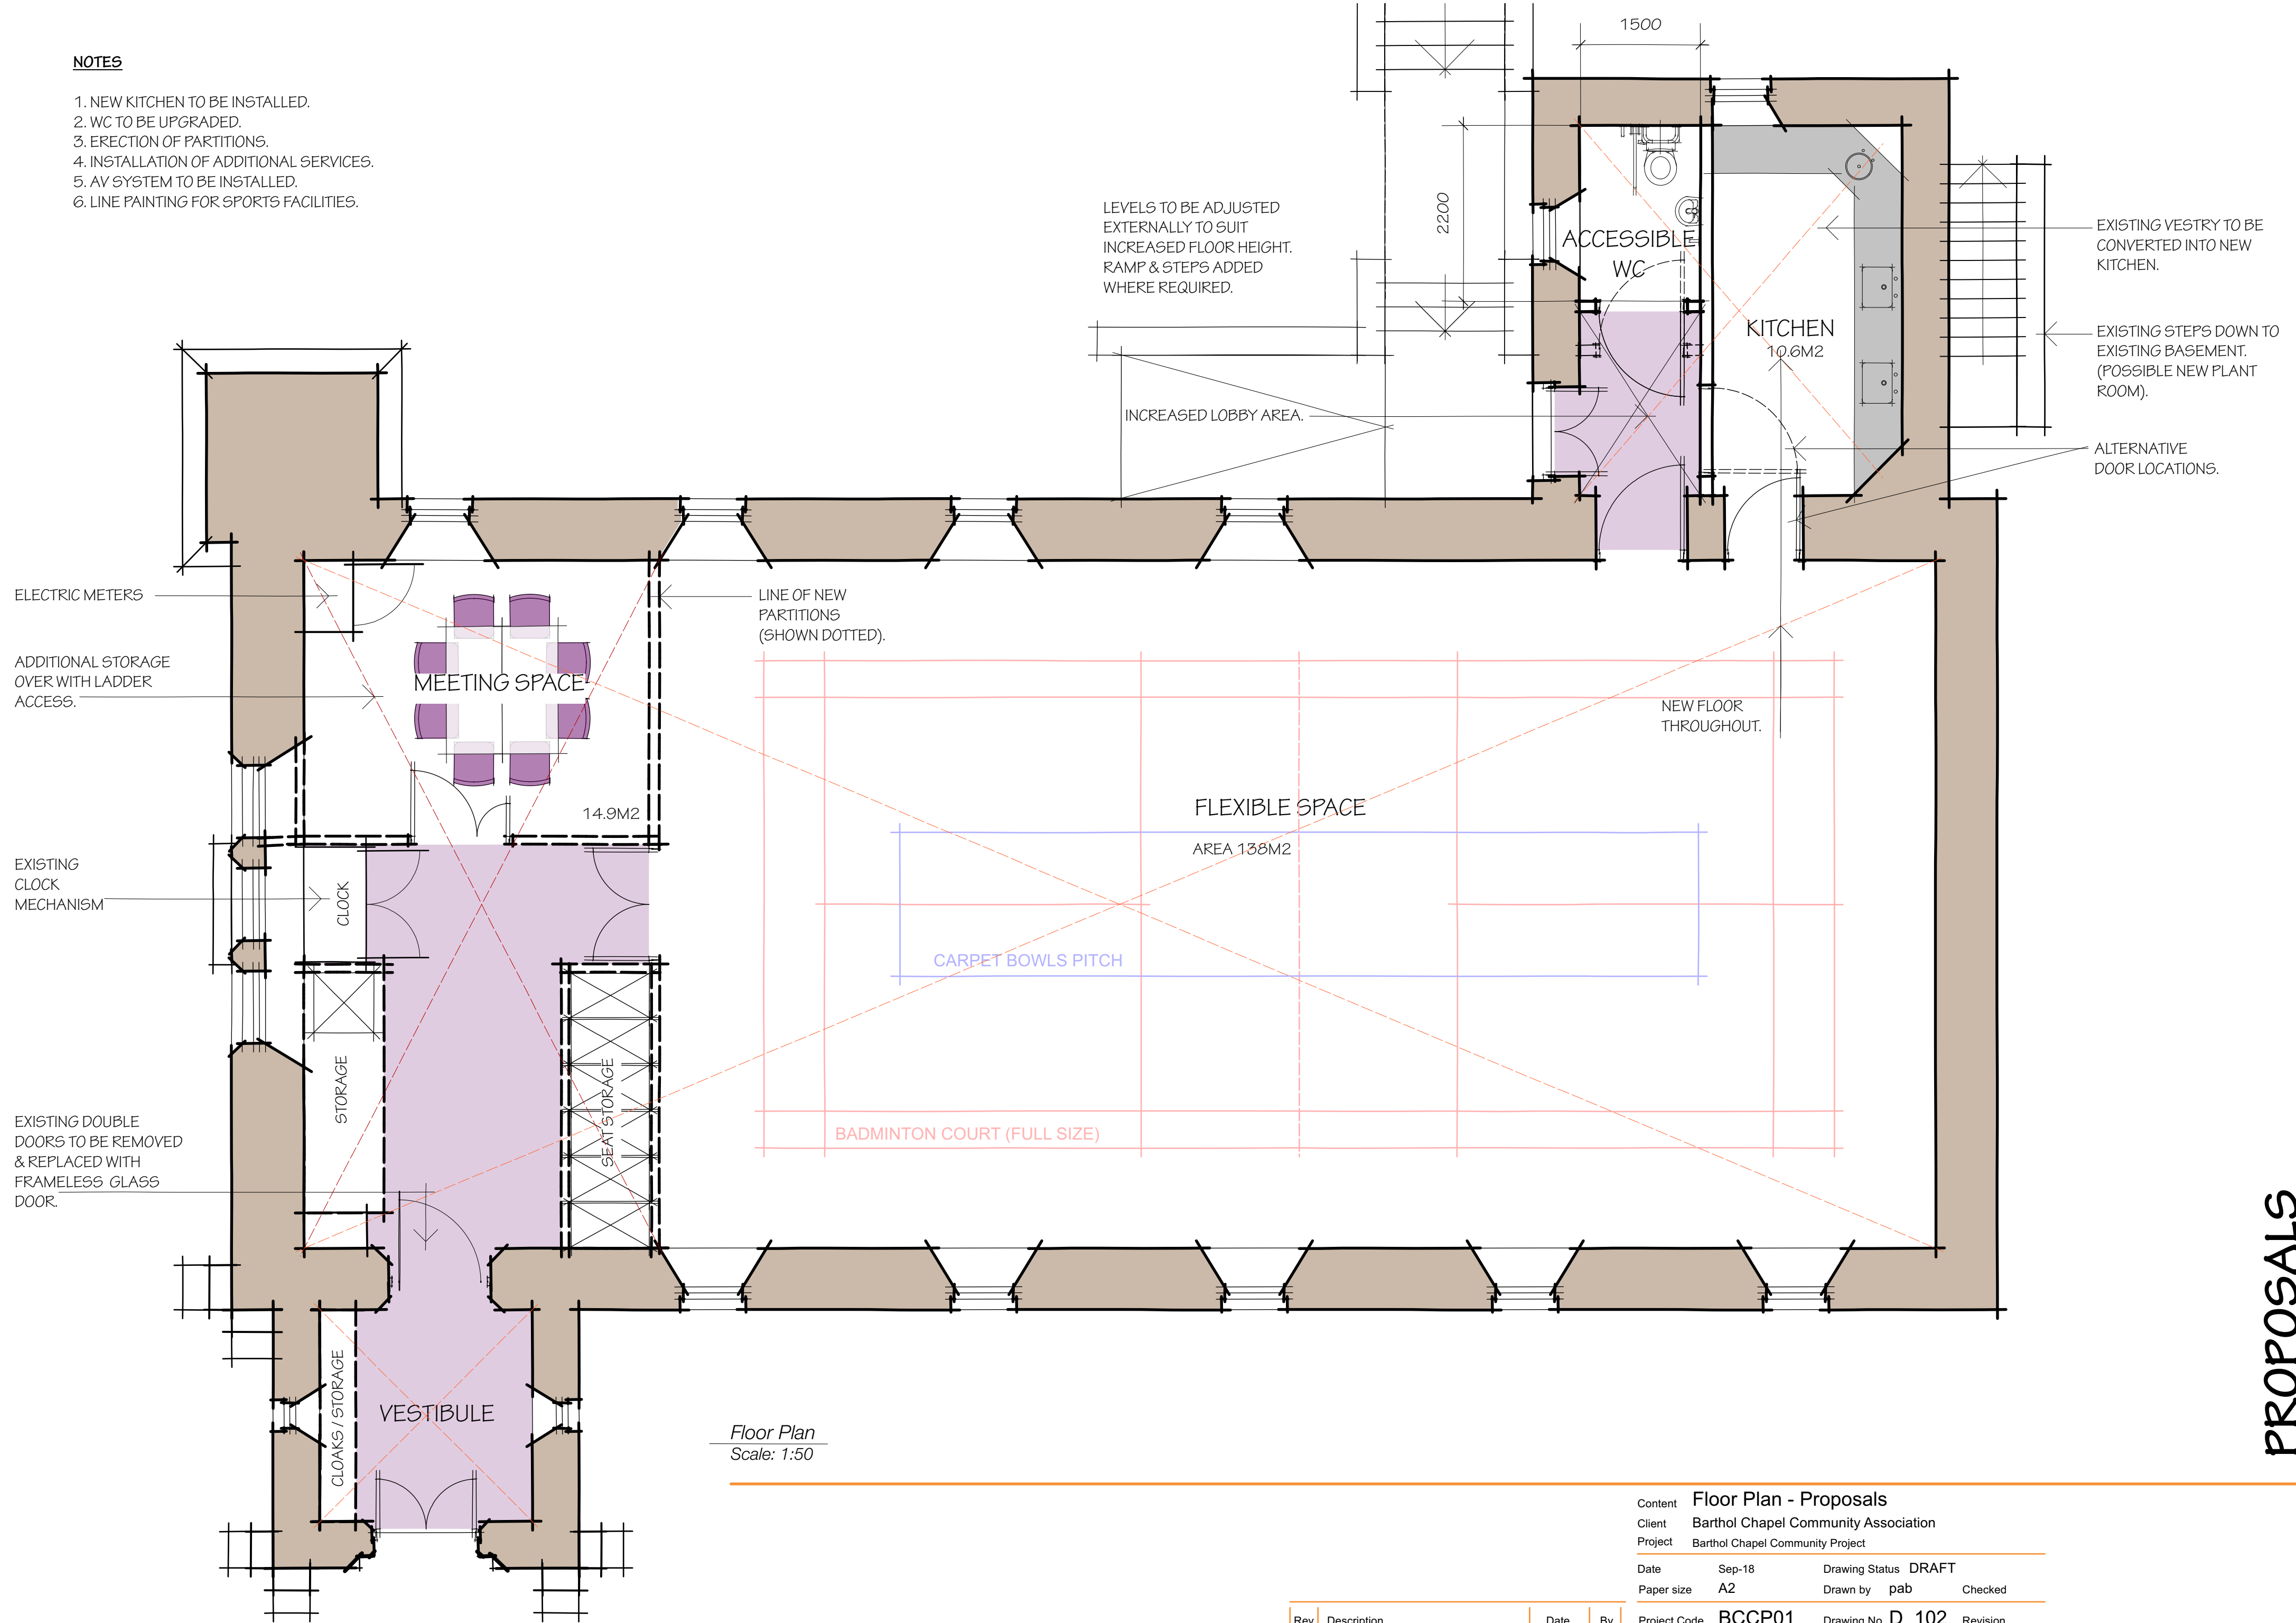 NOTES
1. NEW KITCHEN TO BE INSTALLED.
2. WC TO BE UPGRADED.
3. ERECTION OF PARTITIONS.
4. INSTALLATION OF ADDITIONAL SERVICES.
5. AV SYSTEM TO BE INSTALLED.
6. LINE PAINTING FOR SPORTS FACILITIES.
1500
2200
LEVELS TO BE ADJUSTED
EXTERNALLY TO SUIT
INCREASED FLOOR HEIGHT.
RAMP & STEPS ADDED
WHERE REQUIRED.
ACCESSIBLE
WC
EXISTING VESTRY TO BE
CONVERTED INTO NEW
KITCHEN.
KITCHEN
10.6M2
EXISTING STEPS DOWN TO
EXISTING BASEMENT.
(POSSIBLE NEW PLANT
ROOM).
INCREASED LOBBY AREA.
ALTERNATIVE
DOOR LOCATIONS.
ELECTRIC METERS
LINE OF NEW
PARTITIONS
(SHOWN DOTTED).
ADDITIONAL STORAGE
OVER WITH LADDER
ACCESS.
MEETING SPACE
14.9M2
NEW FLOOR
THROUGHOUT.
FLEXIBLE SPACE
AREA 138M2
EXISTING
CLOCK
MECHANISM
CLOCK
CARPET BOWLS PITCH
STORAGE
SEAT STORAGE
BADMINTON COURT (FULL SIZE)
EXISTING DOUBLE
DOORS TO BE REMOVED
& REPLACED WITH
FRAMELESS GLASS
DOOR.
CLOAKS / STORAGE
VESTIBULE
Floor Plan
Scale: 1:50
PROPOSALS
Content Floor Plan - Proposals
Client Barthol Chapel Community Association
Project Barthol Chapel Community Project
Date Sep-18 Drawing Status DRAFT
Paper size A2 Drawn by pab Checked
Rev Description Date By
Project Code BCCP01 Drawing No D_102 Revision